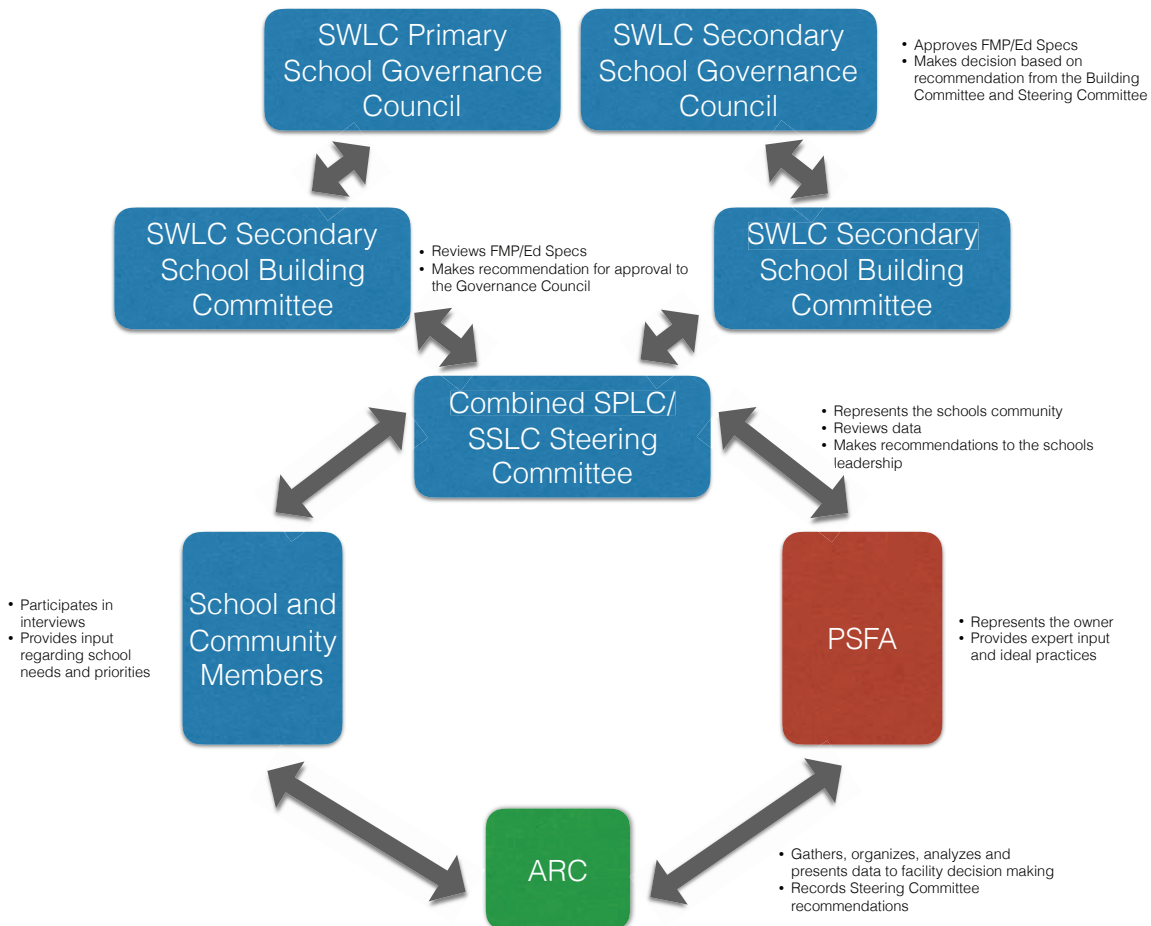 SWLC Primary
School Governance
Council
SWLC Secondary
School Governance
Council
• Approves FMP/Ed Specs
• Makes decision based on
recommendation from the Building
Committee and Steering Committee
SWLC Secondary
School Building
Committee
• Reviews FMP/Ed Specs
• Makes recommendation for approval to
the Governance Council
SWLC Secondary
School Building
Committee
Combined SPLC/
SSLC Steering
Committee
• Represents the schools community
• Reviews data
• Makes recommendations to the schools
leadership
• Participates in
interviews
• Provides input
regarding school
needs and priorities
School and
Community
Members
PSFA
• Represents the owner
• Provides expert input
and ideal practices
ARC
• Gathers, organizes, analyzes and
presents data to facility decision making
• Records Steering Committee
recommendations